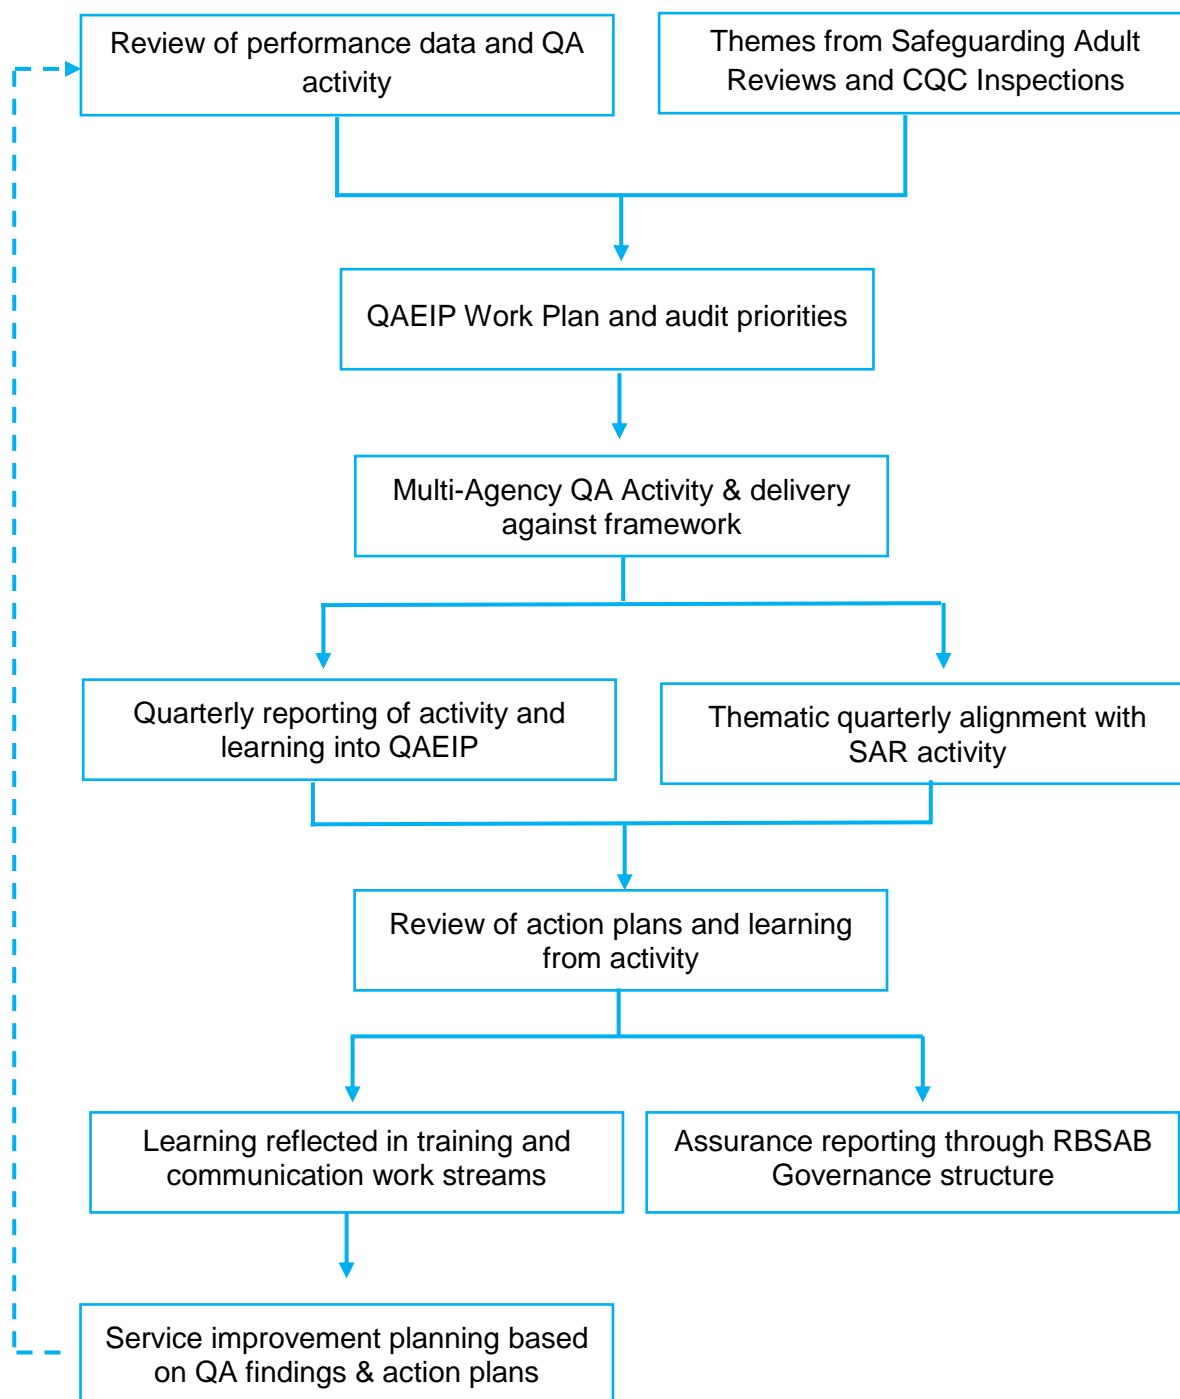 Review of performance data and QA
activity
Themes from Safeguarding Adult
Reviews and CQC Inspections
QAEIP Work Plan and audit priorities
Multi-Agency QA Activity & delivery
against framework
Quarterly reporting of activity and
learning into QAEIP
Thematic quarterly alignment with
SAR activity
Review of action plans and learning
from activity
Learning reflected in training and
communication work streams
Assurance reporting through RBSAB
Governance structure
Service improvement planning based
on QA findings & action plans